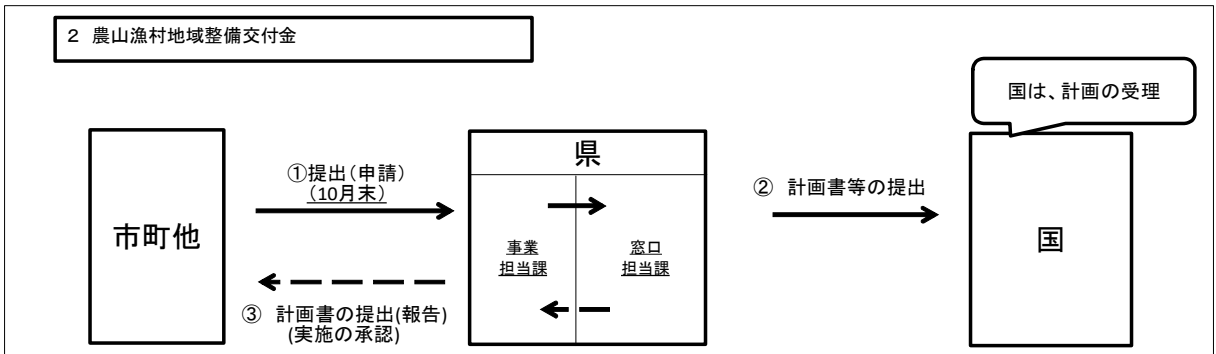 2 農山漁村地域整備交付金
国は、計画の受理
市町他
①提出(申請)
(10月末)
県
事業
担当課
窓口
担当課
② 計画書等の提出
国
③ 計画書の提出(報告)
(実施の承認)